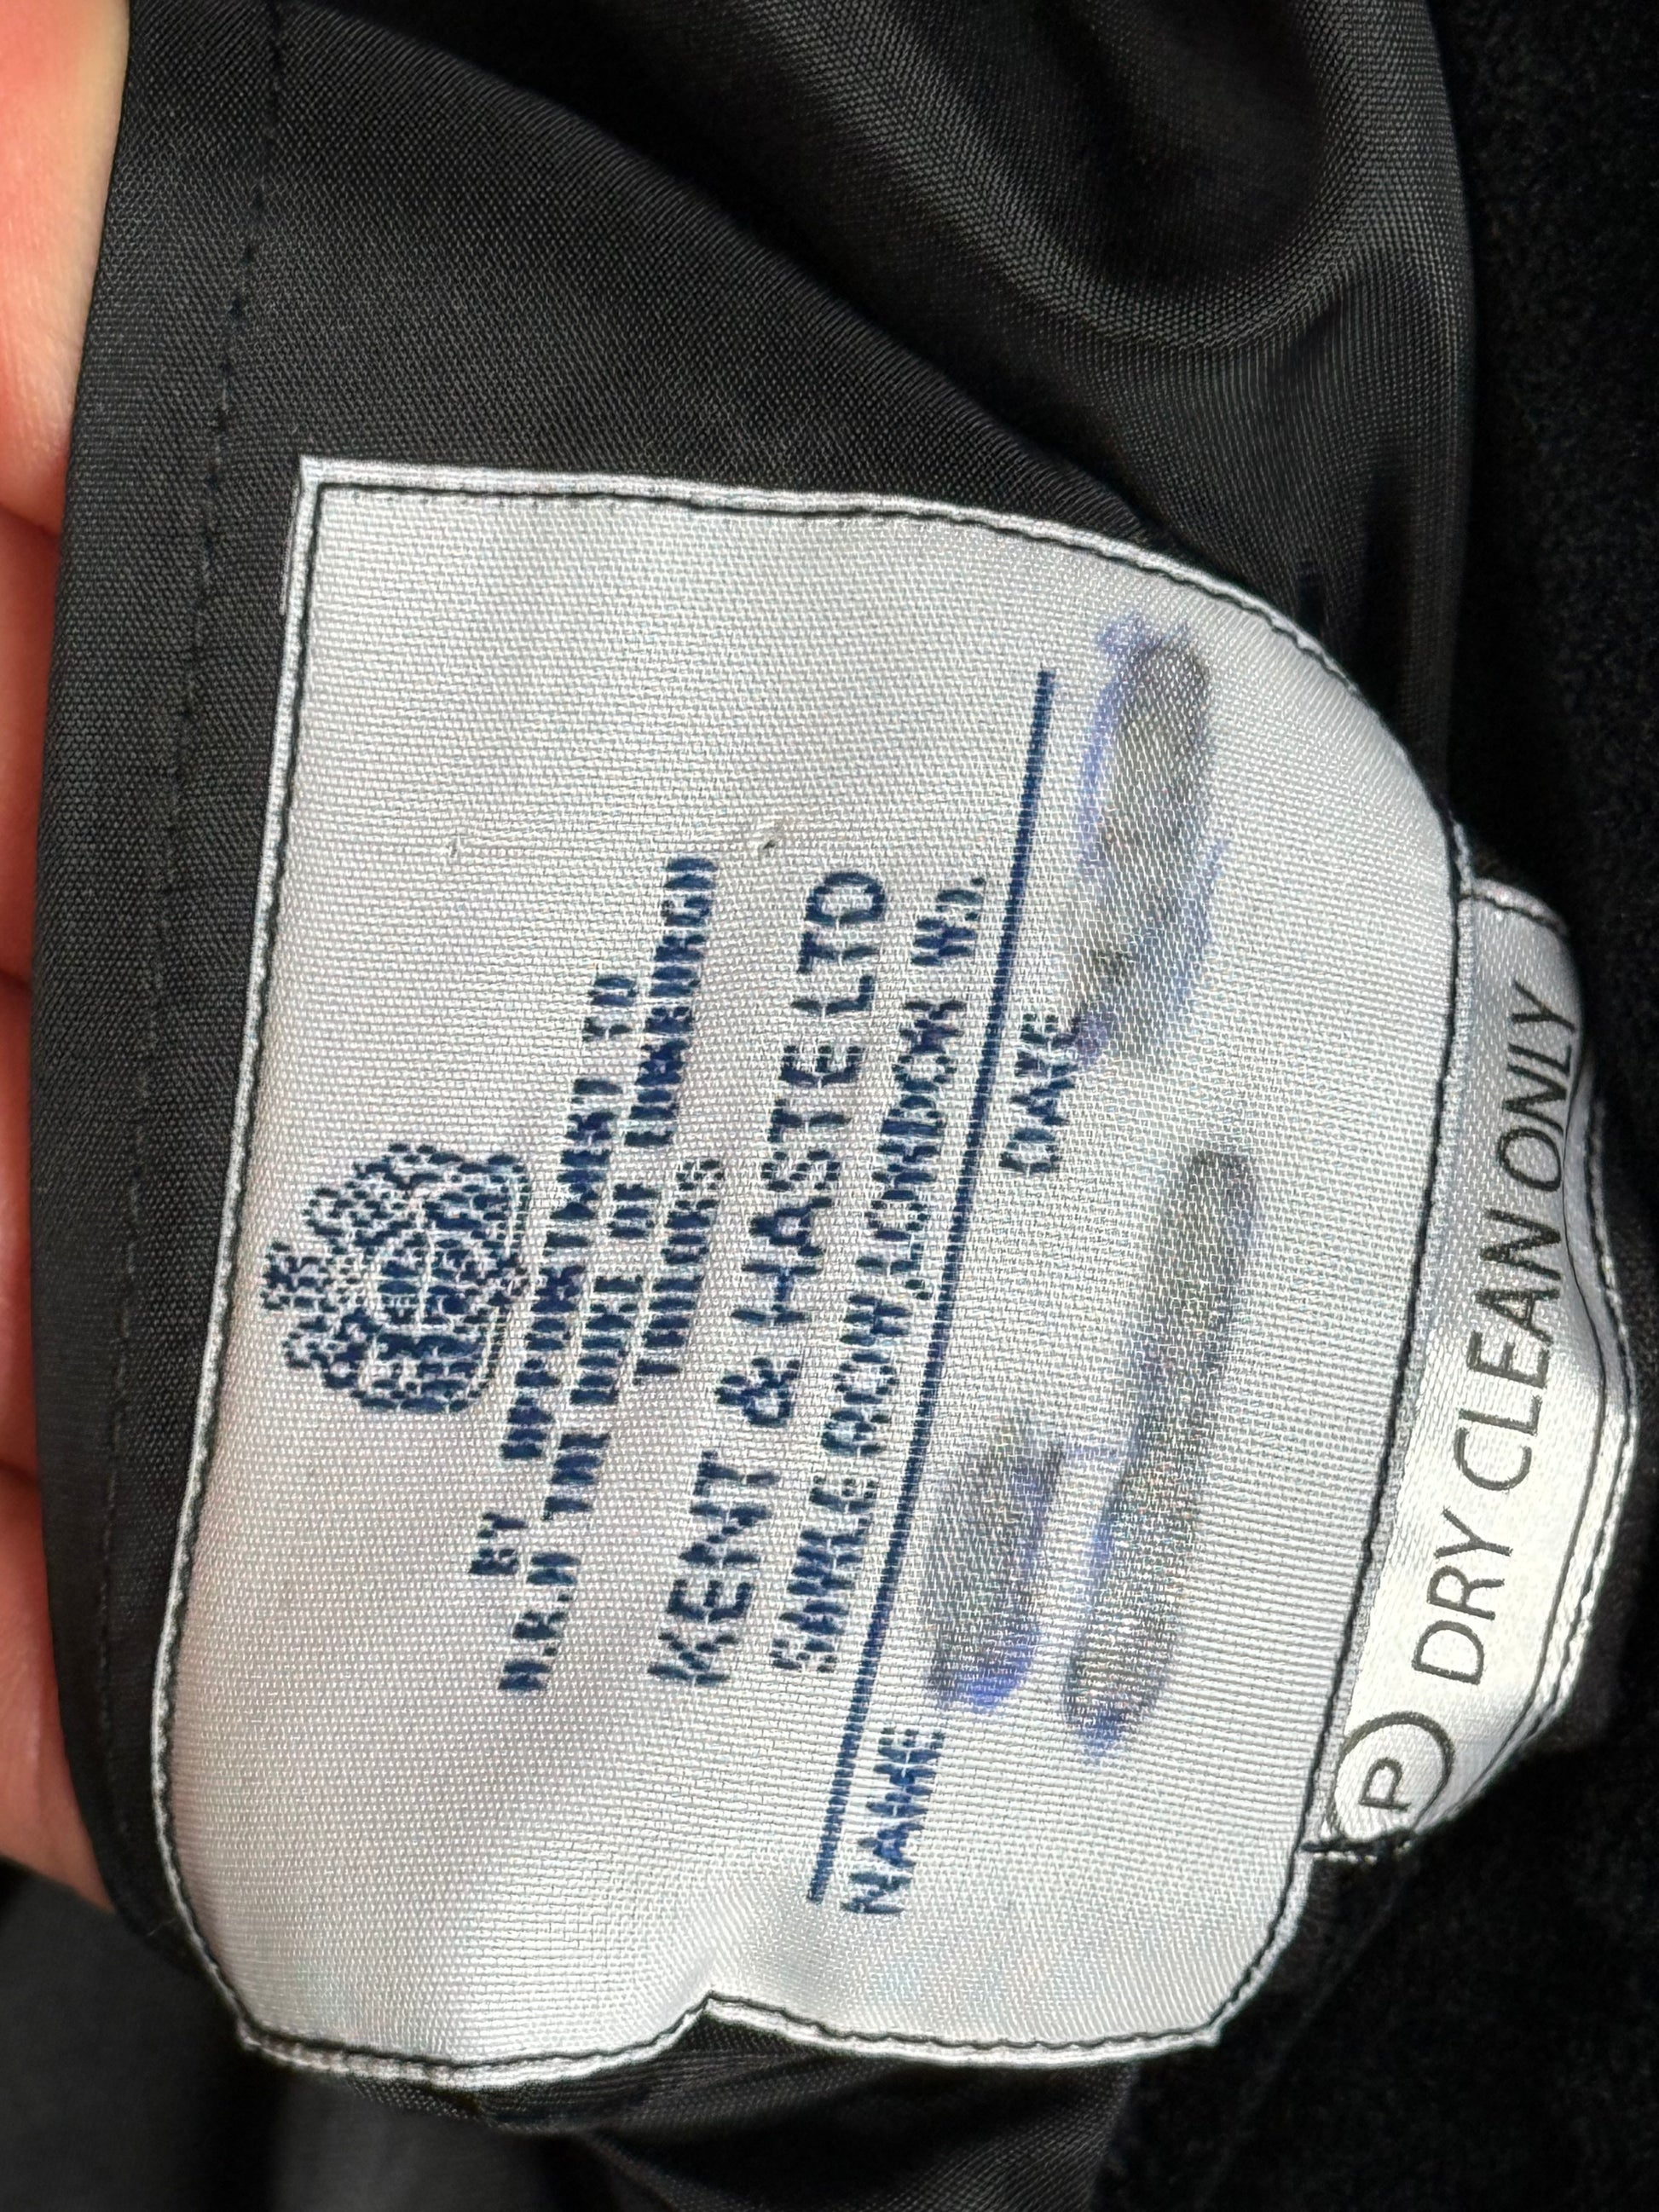 BY APPOINTMENT TO
H.R.H THE DUKE OF EDINBURGH
TAILORS
KENT & HASTE LTD
SAVILE ROW, LONDON W1.
NAME DATE
P DRY CLEAN ONLY